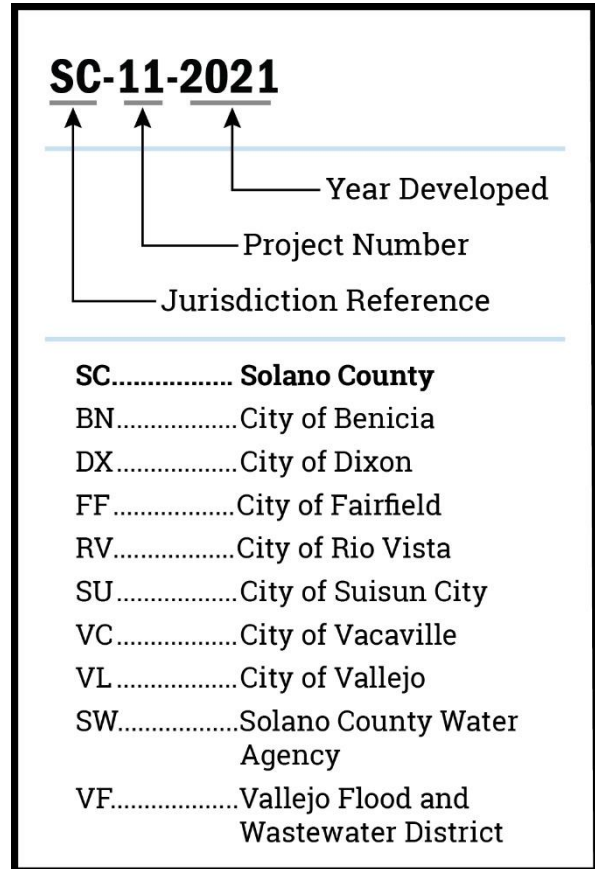 SC-11-2021
Year Developed
Project Number
Jurisdiction Reference
SC................. Solano County
BN.................City of Benicia
DX.................City of Dixon
FF.................City of Fairfield
RV.................City of Rio Vista
SU.................City of Suisun City
VC.................City of Vacaville
VL.................City of Vallejo
SW.................Solano County Water
Agency
VF..................Vallejo Flood and
Wastewater District